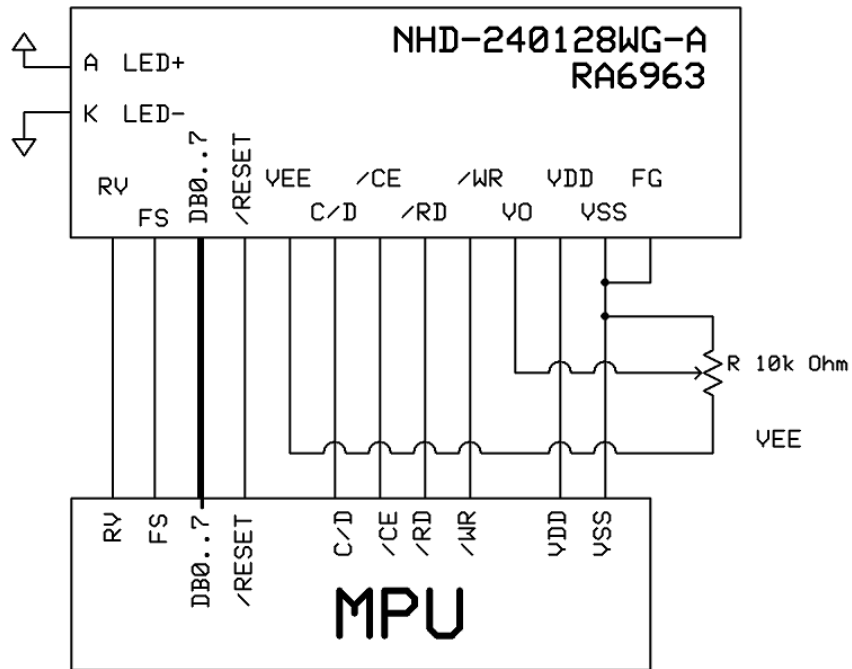 NHD-240128WG-A
RA6963
A LED+
K LED-
RV
FS
DB0..7
/RESET
VEE
C/D
/CE
/RD
/WR
VO
VDD
VSS
FG
R 10k Ohm
VEE
RV
FS
DB0..7
/RESET
C/D
/CE
/RD
/WR
VDD
VSS
MPU